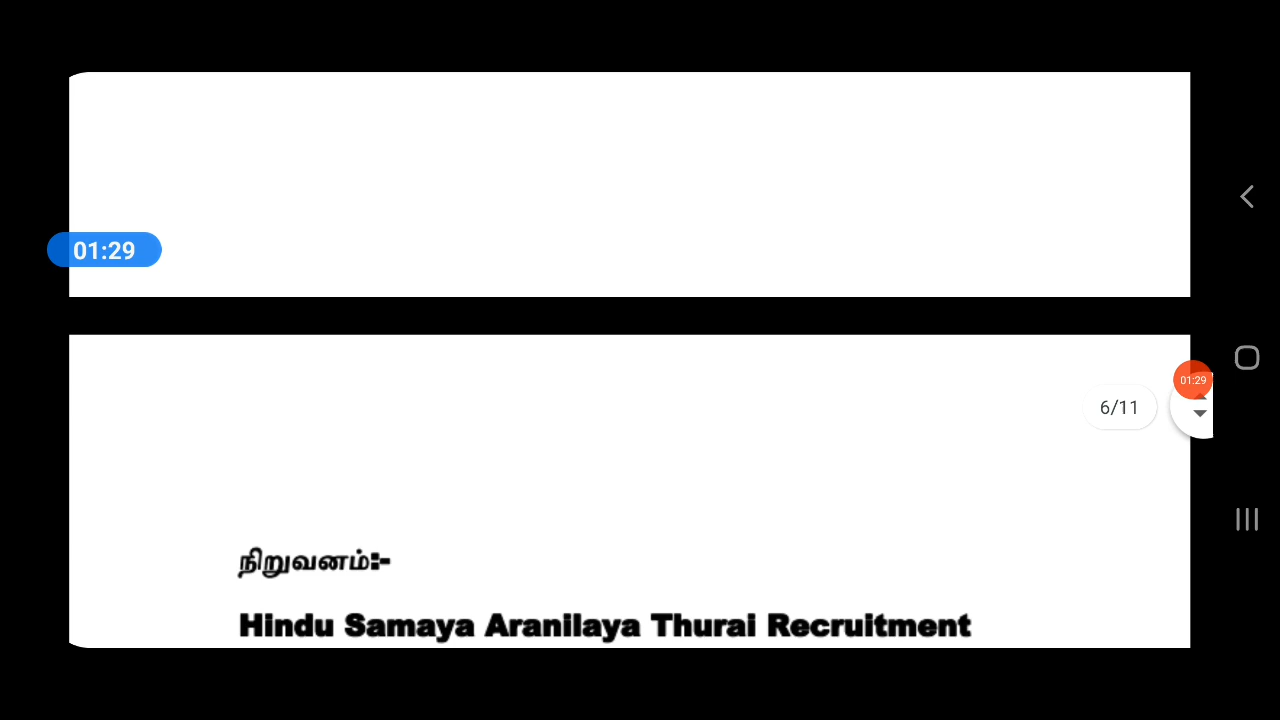 01:29
01:29
6/11
நிறுவனம்:-
Hindu Samaya Aranilaya Thurai Recruitment